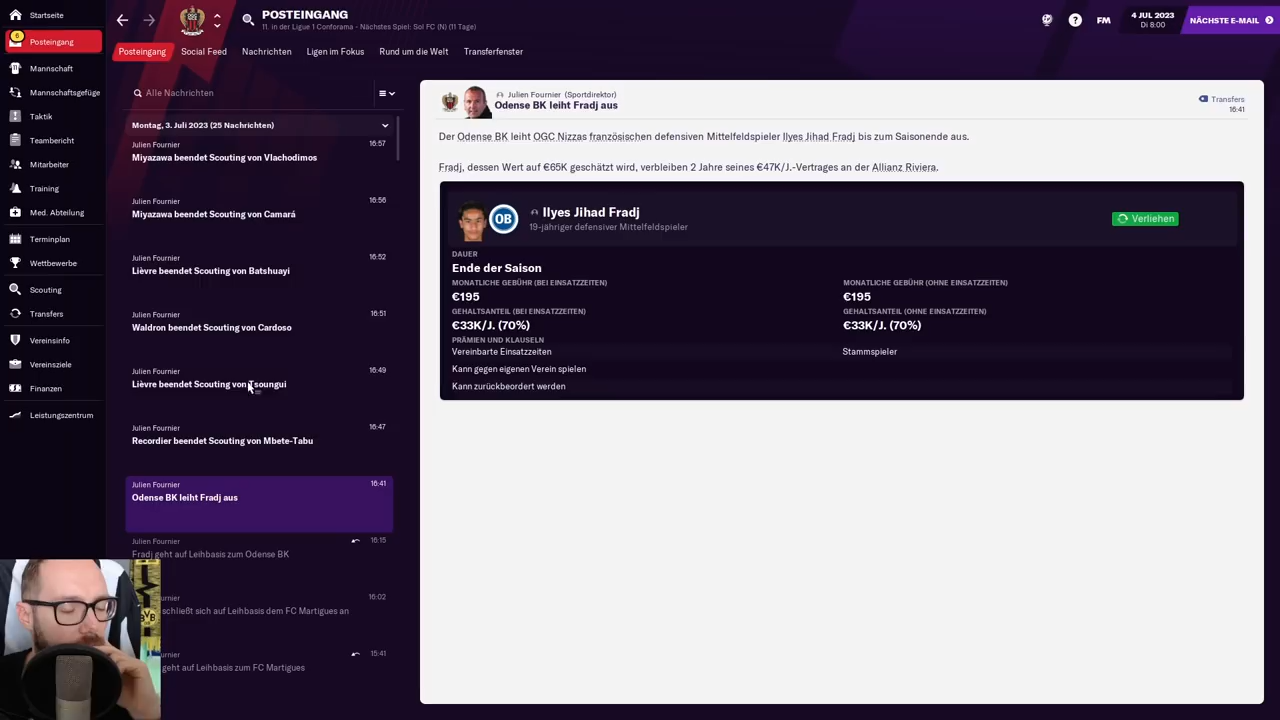 Startseite
6
Posteingang
Mannschaft
Mannschaftsgefüge
Taktik
Teambericht
Mitarbeiter
Training
Med. Abteilung
Terminplan
Wettbewerbe
Scouting
Transfers
Vereinsinfo
Vereinsziele
Finanzen
Leistungszentrum
POSTEINGANG
11. in der Ligue 1 Conforama - Nächstes Spiel: Sol FC (N) (11 Tage)
?
FM
4 JUL 2023
Di 8:00
NÄCHSTE E-MAIL
Posteingang
Social Feed
Nachrichten
Ligen im Fokus
Rund um die Welt
Transferfenster
Alle Nachrichten
Montag, 3. Juli 2023 (25 Nachrichten)
Julien Fournier 16:57
Miyazawa beendet Scouting von Vlachodimos
Julien Fournier 16:56
Miyazawa beendet Scouting von Camará
Julien Fournier 16:52
Lièvre beendet Scouting von Batshuayi
Julien Fournier 16:51
Waldron beendet Scouting von Cardoso
Julien Fournier 16:49
Lièvre beendet Scouting von Tsoungui
Julien Fournier 16:47
Recordier beendet Scouting von Mbete-Tabu
Julien Fournier 16:41
Odense BK leiht Fradj aus
Julien Fournier 16:15
Fradj geht auf Leihbasis zum Odense BK
16:02
schließt sich auf Leihbasis dem FC Martigues an
15:41
geht auf Leihbasis zum FC Martigues
Julien Fournier (Sportdirektor)
Odense BK leiht Fradj aus
Transfers
16:41
Der Odense BK leiht OGC Nizzas französischen defensiven Mittelfeldspieler Ilyes Jihad Fradj bis zum Saisonende aus.
Fradj, dessen Wert auf €65K geschätzt wird, verbleiben 2 Jahre seines €47K/J.-Vertrages an der Allianz Riviera.
OB
Ilyes Jihad Fradj
19-jähriger defensiver Mittelfeldspieler
Verliehen
DAUER
Ende der Saison
MONATLICHE GEBÜHR (BEI EINSATZZEITEN) MONATLICHE GEBÜHR (OHNE EINSATZZEITEN)
€195 €195
GEHALTSANTEIL (BEI EINSATZZEITEN) GEHALTSANTEIL (OHNE EINSATZZEITEN)
€33K/J. (70%) €33K/J. (70%)
PRÄMIEN UND KLAUSELN
Vereinbarte Einsatzzeiten Stammspieler
Kann gegen eigenen Verein spielen
Kann zurückbeordert werden
BVB